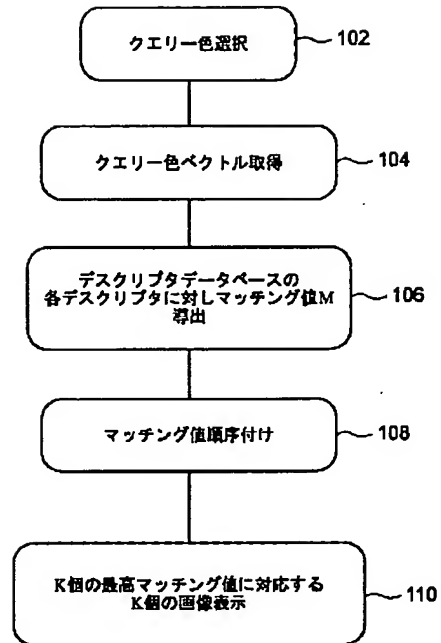 クエリー色選択
102
クエリー色ベクトル取得
104
デスクリプタデータベースの
各デスクリプタに対しマッチング値M
導出
106
マッチング値順序付け
108
K個の最高マッチング値に対応する
K個の画像表示
110